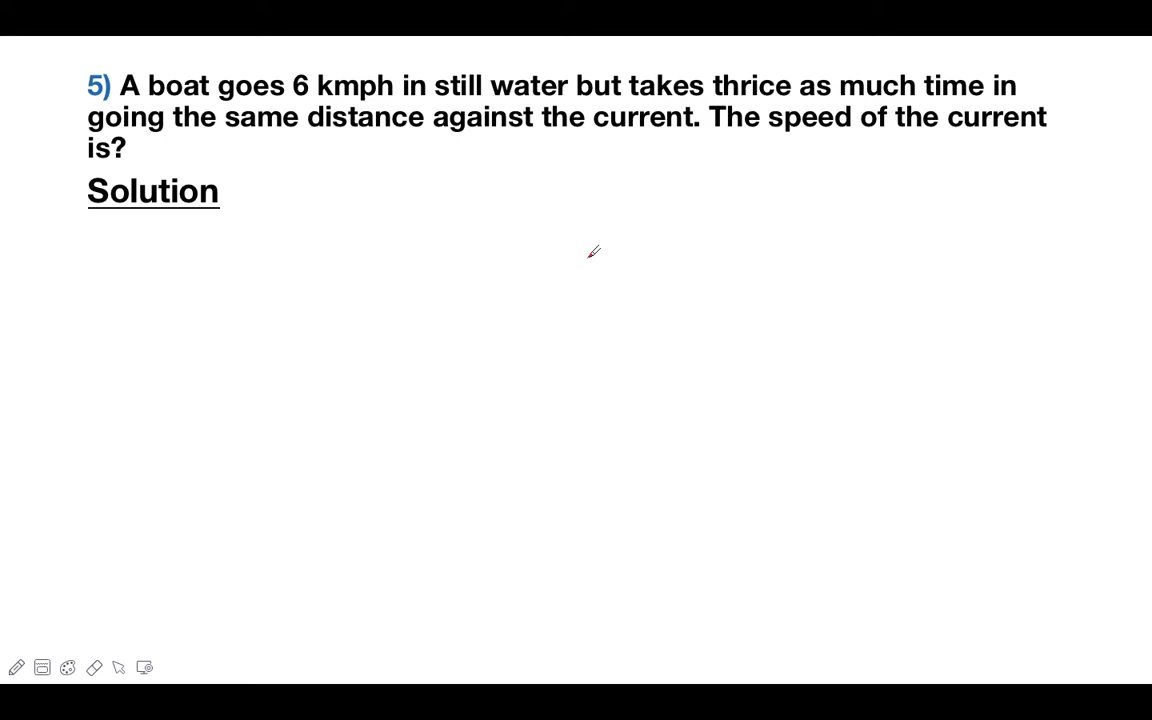 5) A boat goes 6 kmph in still water but takes thrice as much time in
going the same distance against the current. The speed of the current
is?
Solution